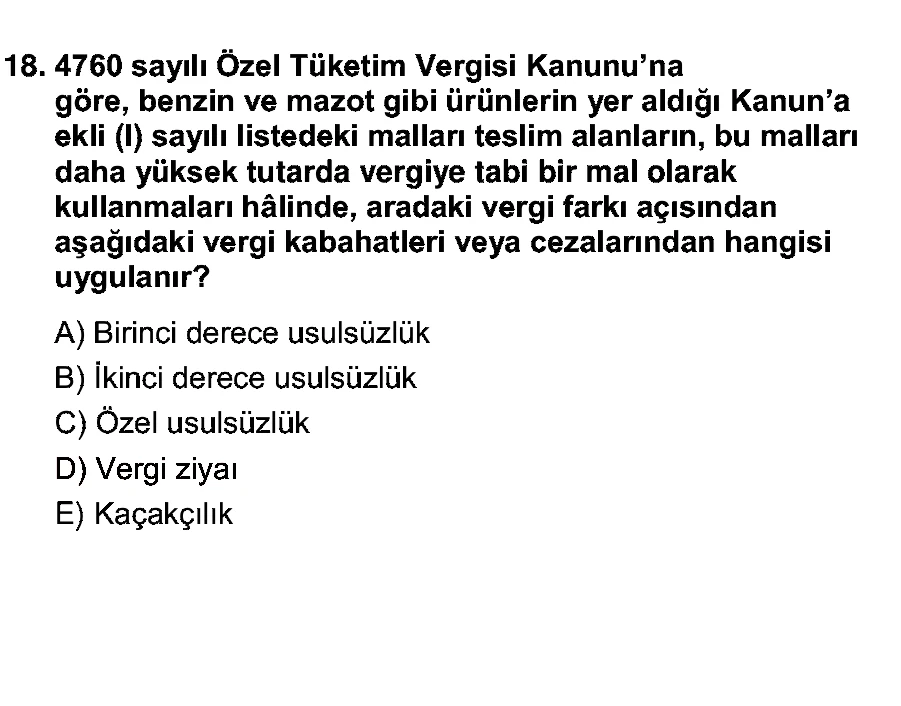 18. 4760 sayılı Özel Tüketim Vergisi Kanunu’na
göre, benzin ve mazot gibi ürünlerin yer aldığı Kanun’a
ekli (I) sayılı listedeki malları teslim alanların, bu malları
daha yüksek tutarda vergiye tabi bir mal olarak
kullanmaları hâlinde, aradaki vergi farkı açısından
aşağıdaki vergi kabahatleri veya cezalarından hangisi
uygulanır?
A) Birinci derece usulsüzlük
B) İkinci derece usulsüzlük
C) Özel usulsüzlük
D) Vergi ziyaı
E) Kaçakçılık